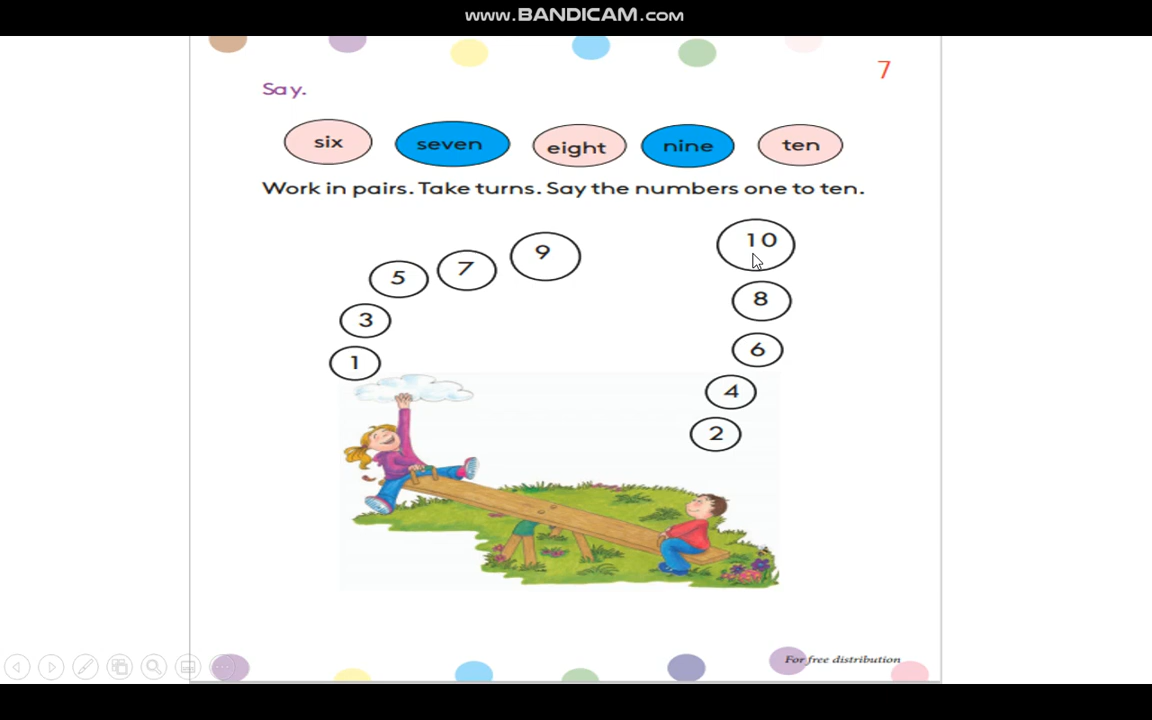 www.BANDICAM.com
7
Say.
six seven eight nine ten
Work in pairs. Take turns. Say the numbers one to ten.
9 10
7
5
8
3
6
1
4
2
For free distribution